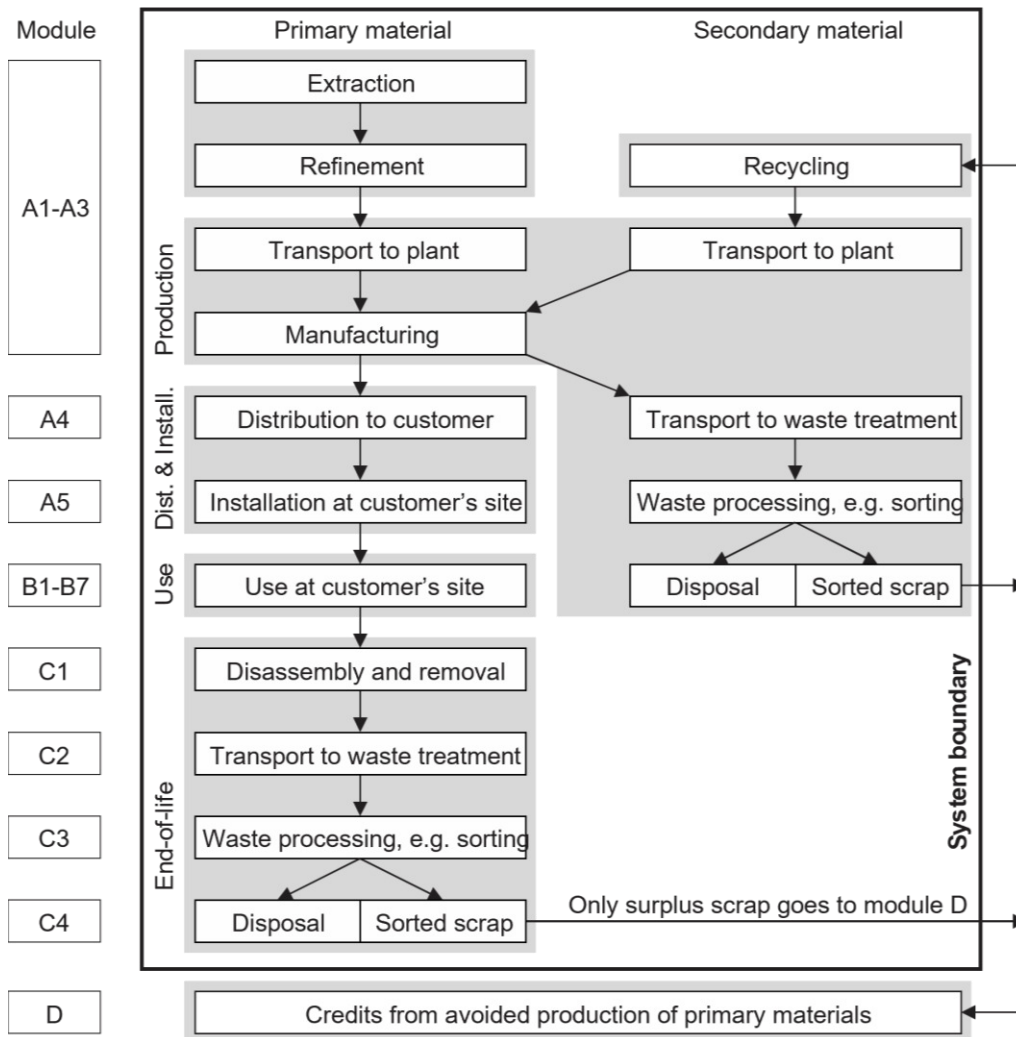 Module
Primary material
Secondary material
A1-A3
Extraction
Refinement
Recycling
Production
Transport to plant
Transport to plant
Manufacturing
A4
Dist. & Install.
Distribution to customer
Transport to waste treatment
A5
Installation at customer’s site
Waste processing, e.g. sorting
B1-B7
Use
Use at customer’s site
Disposal
Sorted scrap
C1
Disassembly and removal
System boundary
C2
Transport to waste treatment
End-of-life
C3
Waste processing, e.g. sorting
C4
Disposal
Sorted scrap
Only surplus scrap goes to module D
D
Credits from avoided production of primary materials